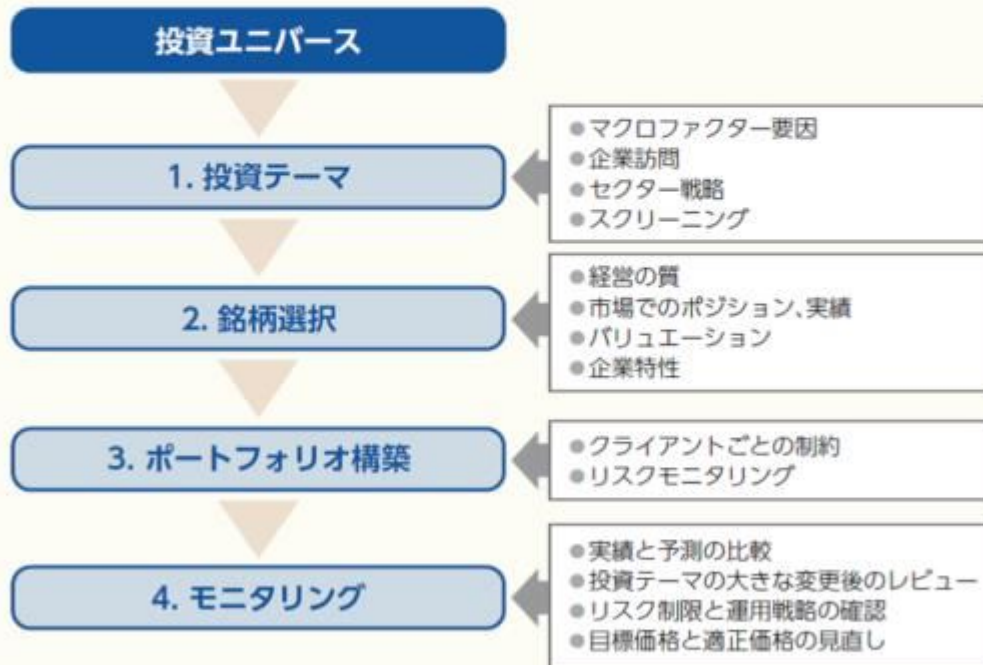 投資ユニバース
1. 投資テーマ
●マクロファクター要因
●企業訪問
●セクター戦略
●スクリーニング
2. 銘柄選択
●経営の質
●市場でのポジション、実績
●バリュエーション
●企業特性
3. ポートフォリオ構築
●クライアントごとの制約
●リスクモニタリング
4. モニタリング
●実績と予測の比較
●投資テーマの大きな変更後のレビュー
●リスク制限と運用戦略の確認
●目標価格と適正価格の見直し